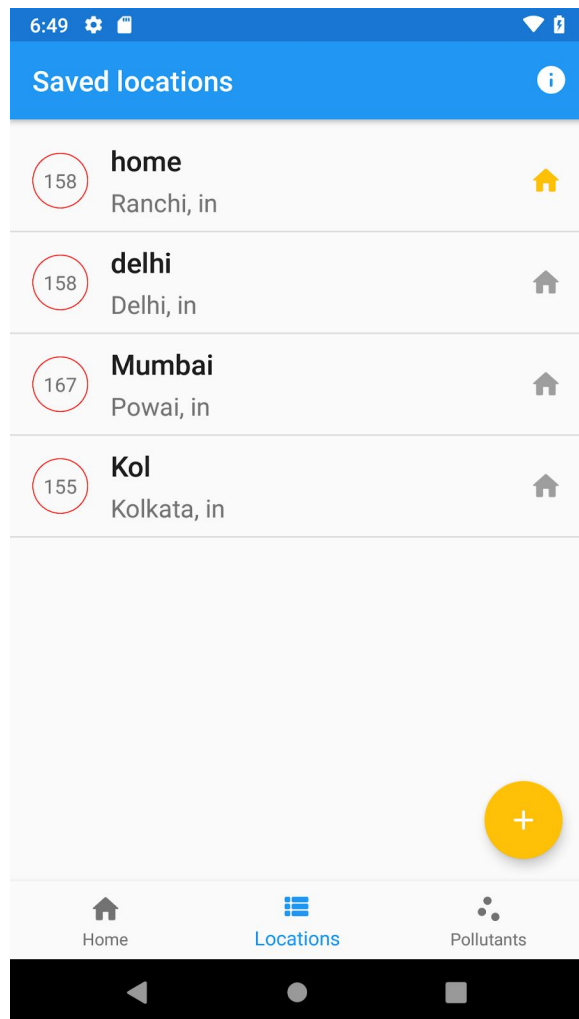 6:49
Saved locations
158
home
Ranchi, in
158
delhi
Delhi, in
167
Mumbai
Powai, in
155
Kol
Kolkata, in
+
Home
Locations
Pollutants